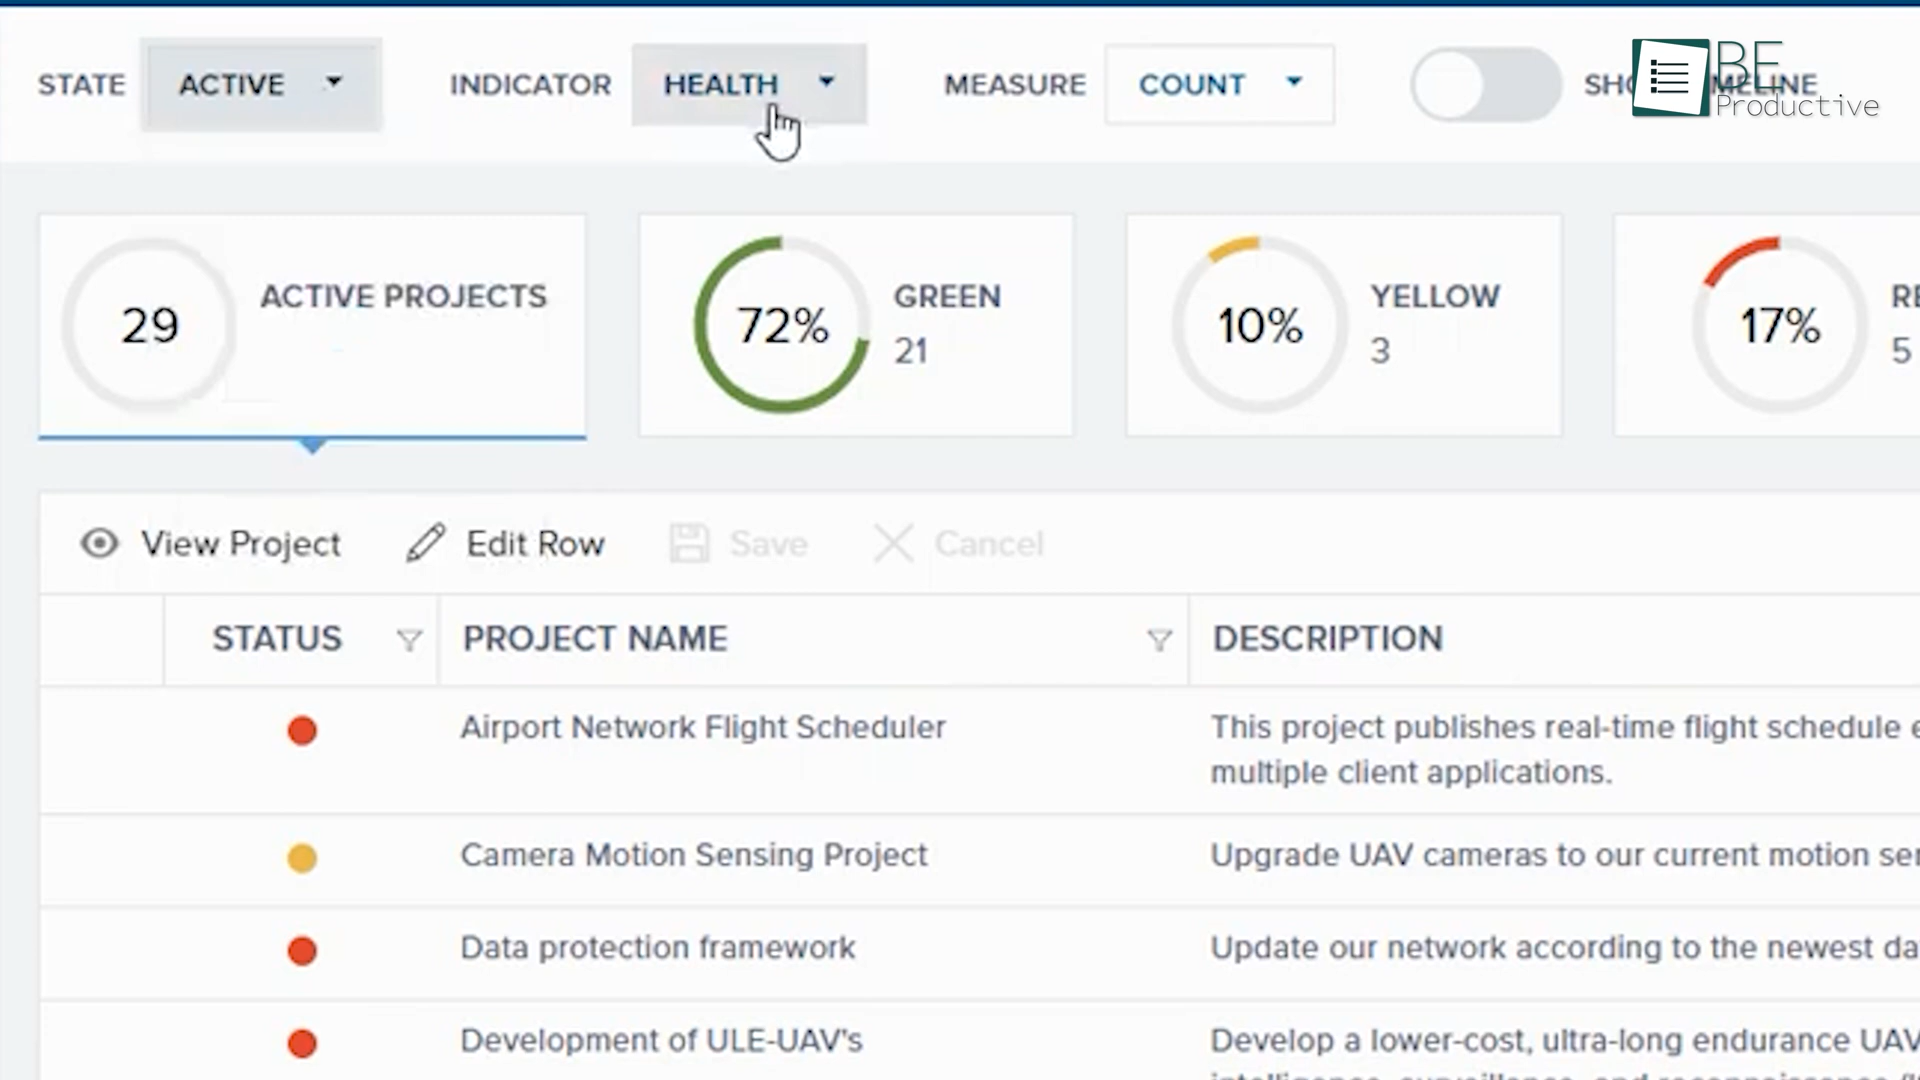 STATE ACTIVE INDICATOR HEALTH MEASURE COUNT
BE
Productive
29 ACTIVE PROJECTS
72% GREEN
21
10% YELLOW
3
17%
5
View Project Edit Row Save Cancel
STATUS PROJECT NAME DESCRIPTION
Airport Network Flight Scheduler This project publishes real-time flight schedule
multiple client applications.
Camera Motion Sensing Project Upgrade UAV cameras to our current motion
Data protection framework Update our network according to the newest
Development of ULE-UAV's Develop a lower-cost, ultra-long endurance UAV